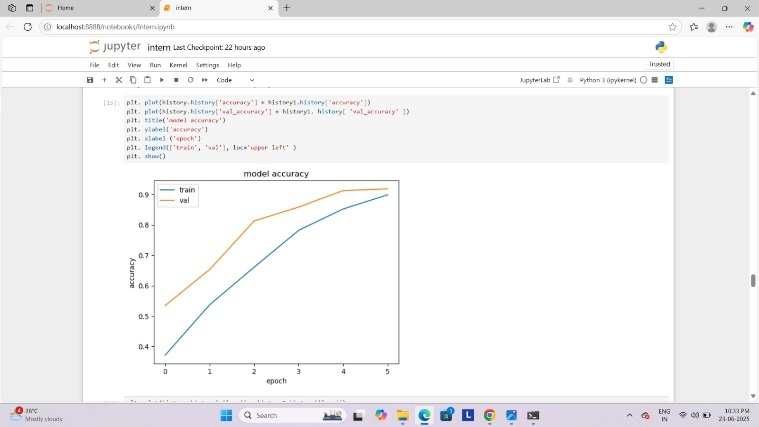 Home
intern
localhost:8888/notebooks/intern.ipynb
jupyter intern Last Checkpoint: 22 hours ago
File Edit View Run Kernel Settings Help
Trusted
Code
JupyterLab
Python 3 (ipykernel)
[15]: plt. plot(history.history['accuracy'] + history1.history['accuracy'])
plt. plot(history.history['val_accuracy'] + history1. history[ 'val_accuracy' ])
plt. title('model accuracy')
plt. ylabel('accuracy')
plt. xlabel ('epoch')
plt. legend(['train', 'val'], loc='upper left' )
plt. show()
model accuracy
train
val
0.9
0.8
0.7
0.6
0.5
0.4
accuracy
0 1 2 3 4 5
epoch
28°C
Mostly cloudy
Search
ENG
IN
10:33 PM
23-06-2025